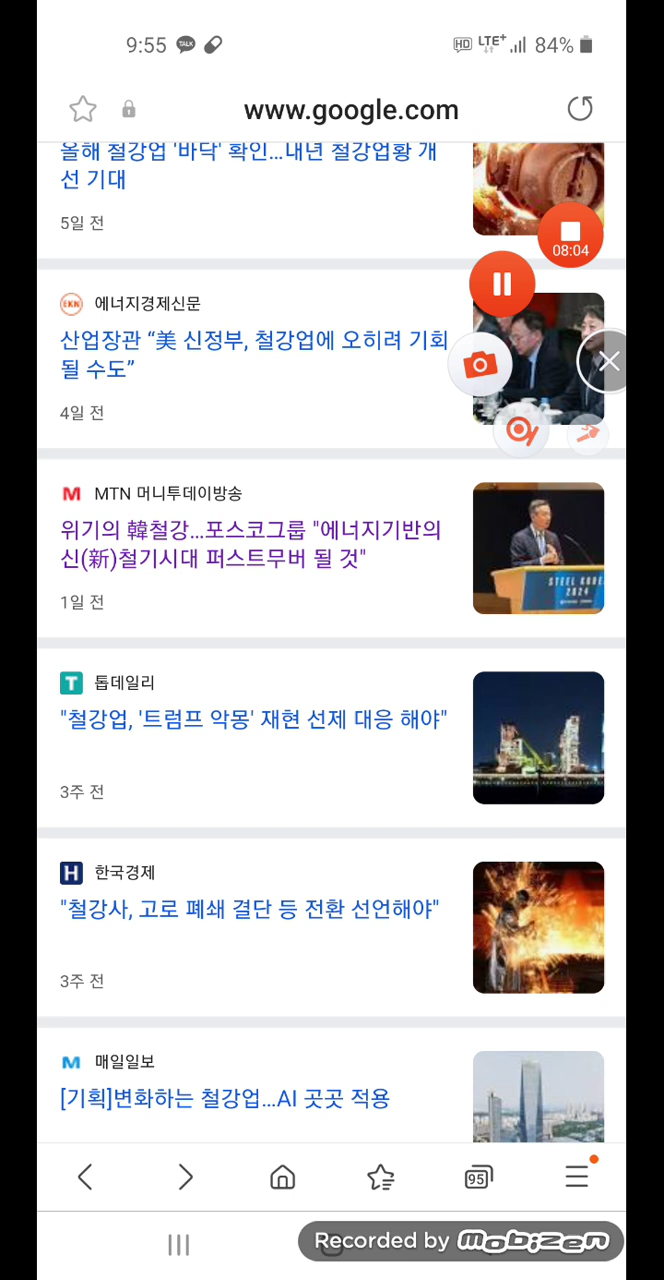 9:55 TALK HD LTE+ 84%
www.google.com
올해 철강업 '바닥' 확인...내년 철강업황 개
선 기대
5일 전
08:04
EKN 에너지경제신문
산업장관 “美 신정부, 철강업에 오히려 기회
될 수도”
4일 전
M MTN 머니투데이방송
위기의 韓철강...포스코그룹 "에너지기반의
신(新)철기시대 퍼스트무버 될 것"
1일 전
STEEL KORE
2024
T 톱데일리
"철강업, '트럼프 악몽' 재현 선제 대응 해야"
3주 전
H 한국경제
"철강사, 고로 폐쇄 결단 등 전환 선언해야"
3주 전
M 매일일보
[기획]변화하는 철강업...AI 곳곳 적용
95
Recorded by mobizen